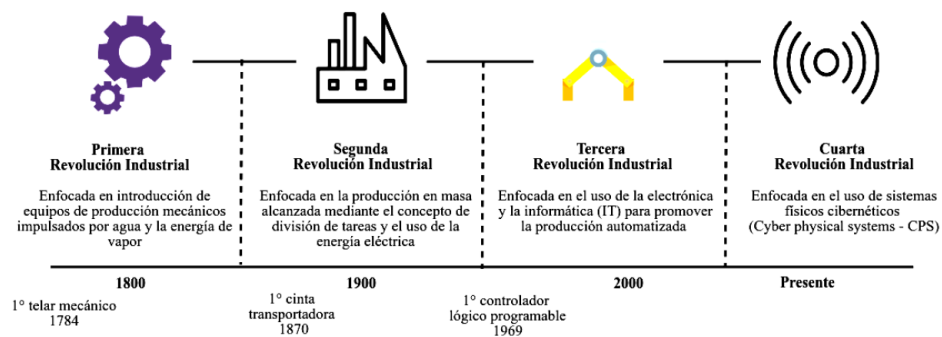 Primera
Revolución Industrial
Enfocada en introducción de
equipos de producción mecánicos
impulsados por agua y la energía de
vapor
Segunda
Revolución Industrial
Enfocada en la producción en masa
alcanzada mediante el concepto de
división de tareas y el uso de la
energía eléctrica
Tercera
Revolución Industrial
Enfocada en el uso de la electrónica
y la informática (IT) para promover
la producción automatizada
Cuarta
Revolución Industrial
Enfocada en el uso de sistemas
físicos cibernéticos
(Cyber physical systems - CPS)
1800
1900
2000
Presente
1° telar mecánico
1784
1° cinta
transportadora
1870
1° controlador
lógico programable
1969